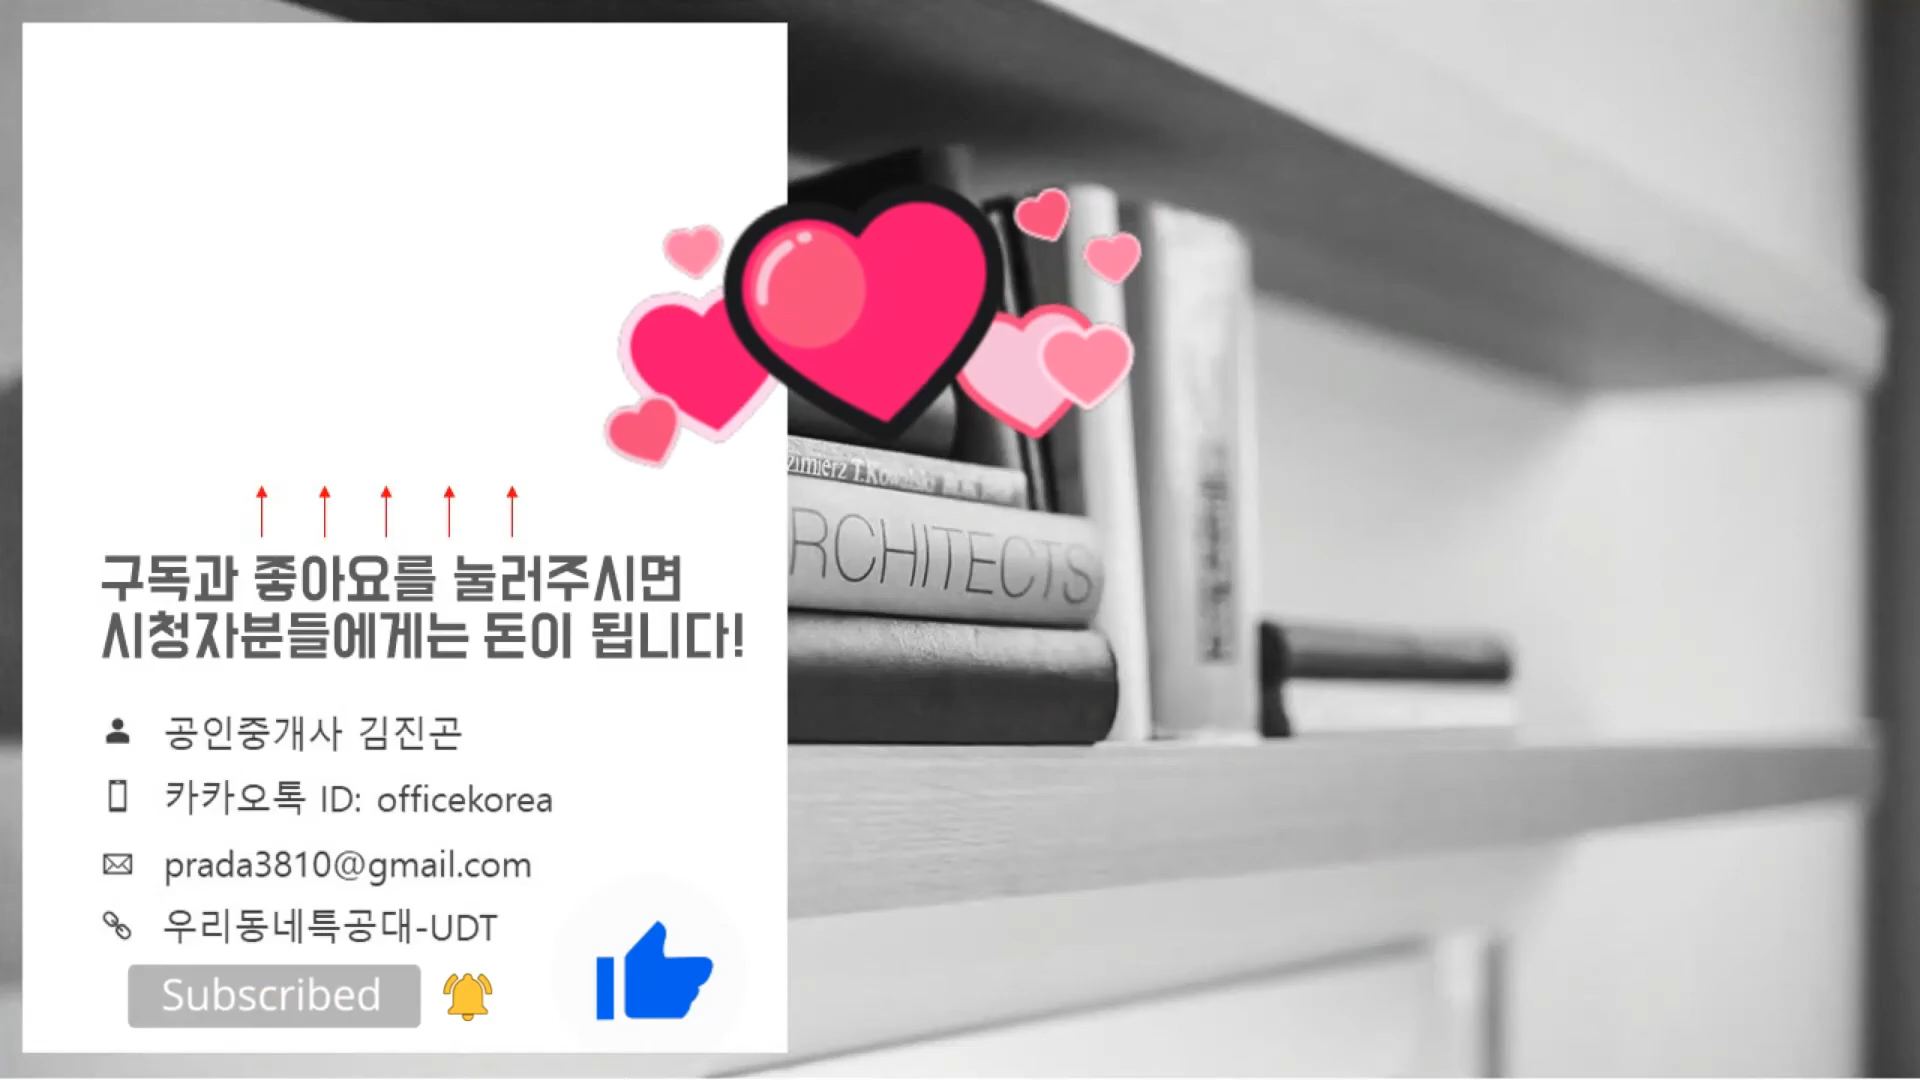 구독과 좋아요를 눌러주시면
시청자분들에게는 돈이 됩니다!
공인중개사 김진곤
카카오톡 ID: officekorea
prada3810@gmail.com
우리동네특공대-UDT
Subscribed
zimierz T.Kowalski
RCHITECTS